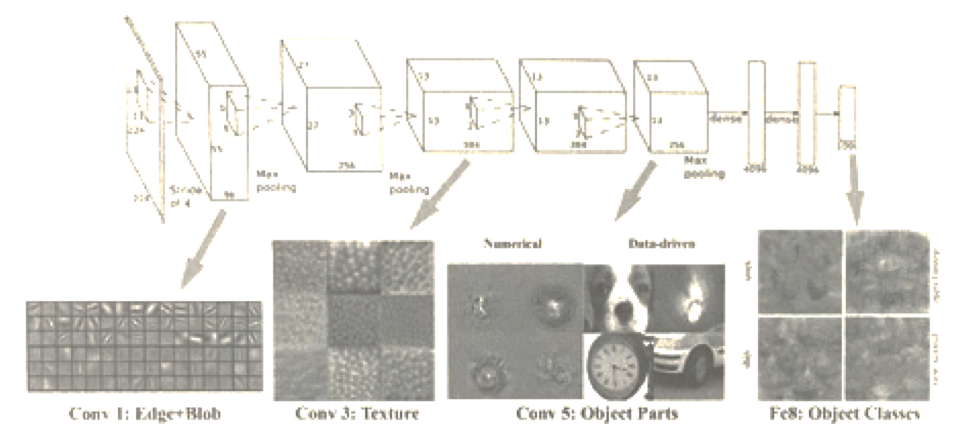 55
27
13
13
13
224
55
27
13
13
13
dense
dense
96
256
384
384
256
4096
4096
224
Stride
of 4
Max
pooling
Max
pooling
Max
pooling
Numerical
Data-driven
Conv 1: Edge+Blob
Conv 3: Texture
Conv 5: Object Parts
Fc8: Object Classes